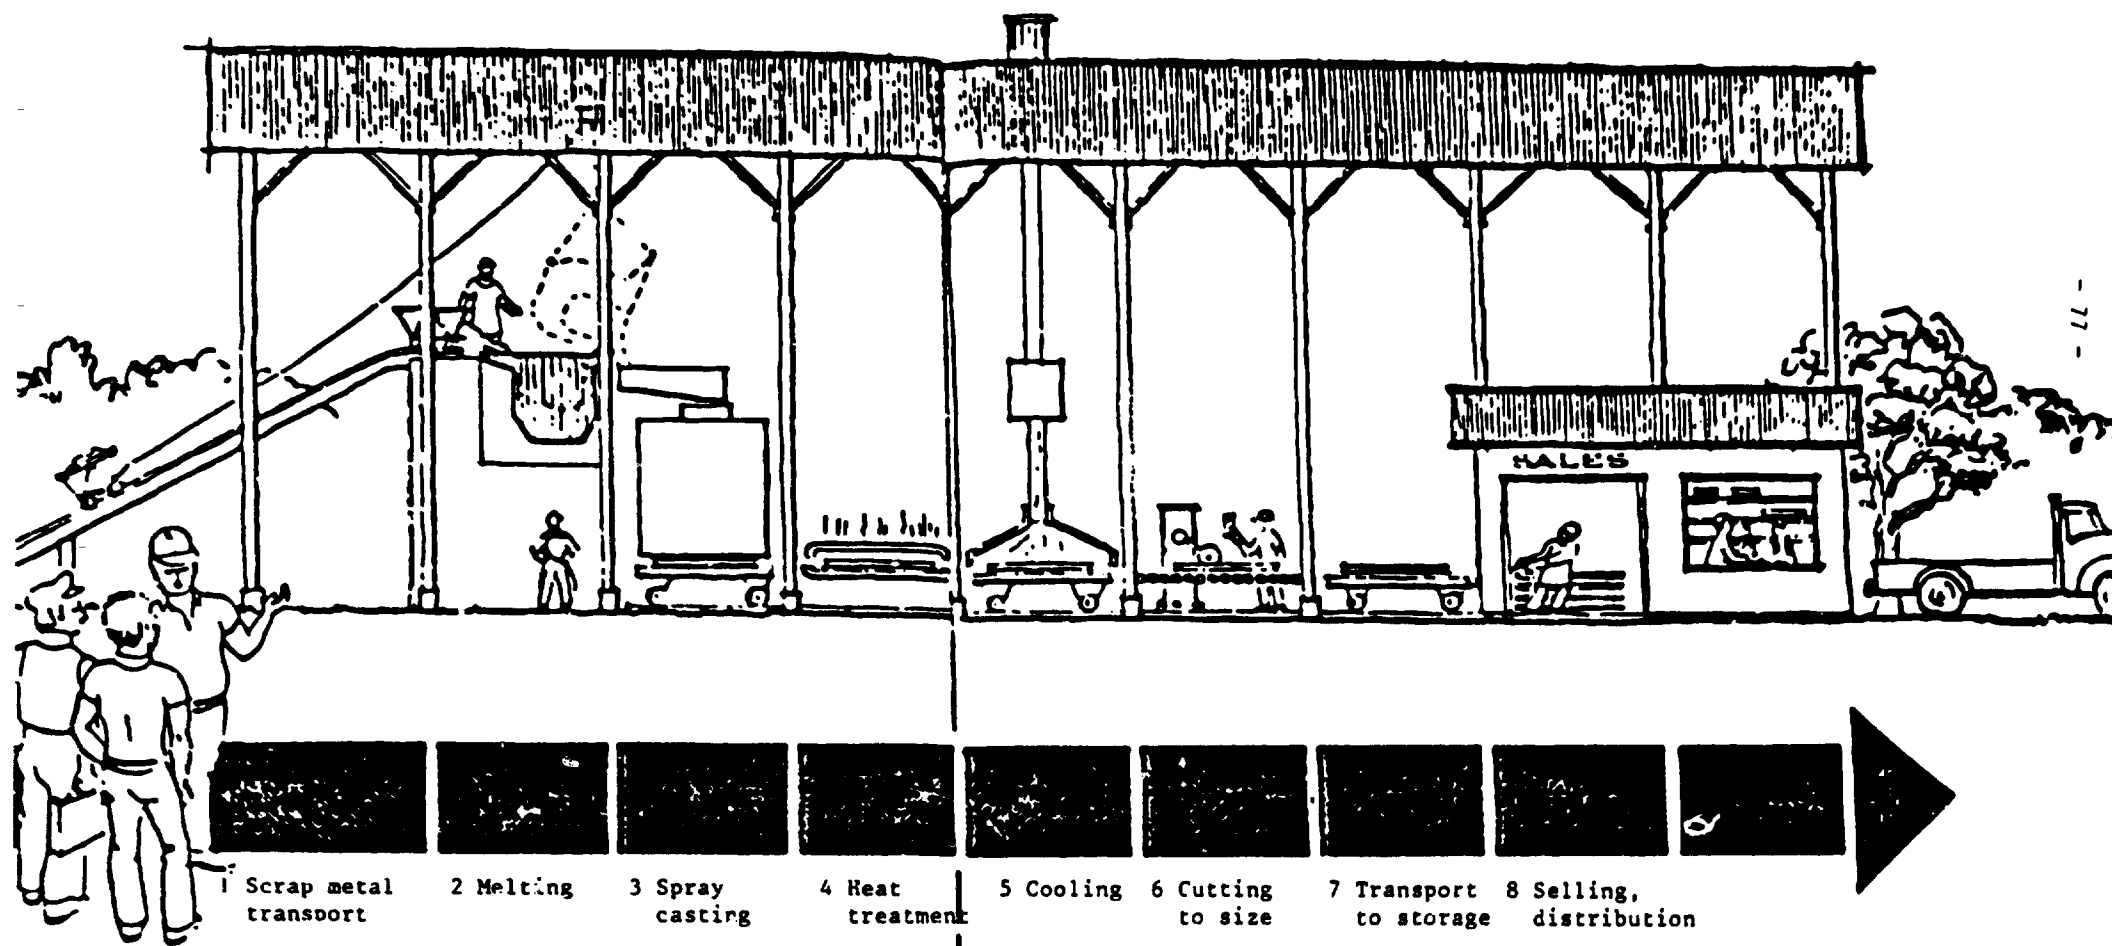 - 77 -
SALES
1 Scrap metal
transport
2 Melting
3 Spray
casting
4 Heat
treatment
5 Cooling
6 Cutting
to size
7 Transport
to storage
8 Selling,
distribution